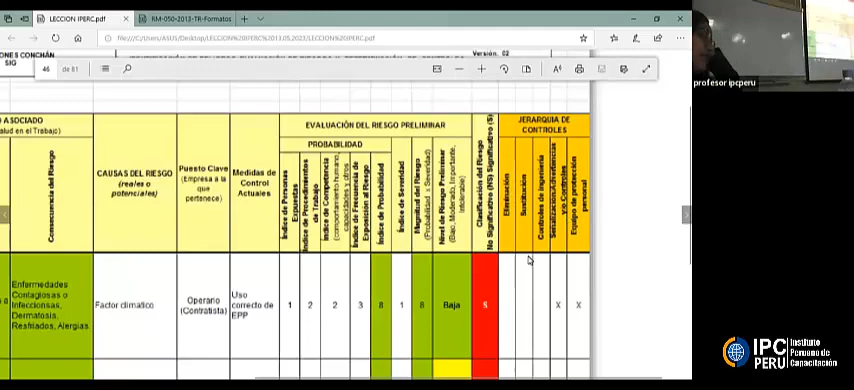 LECCION IPERC.pdf
RM-050-2013-TR-Formatos
file:///C:/Users/ASUS/Desktop/LECCION%20IPERC%2013.05.2023/LECCION%20IPERC.pdf
ONES CONCHÁN
SIG
Versión. 02
46 de 81
profesor ipcperu
O ASOCIADO
alud en el Trabajo)
Consecuencia del Riesgo
CAUSAS DEL RIESGO
(reales o
potenciales)
Puesto Clave
(Empresa a la
que
pertenece)
Medidas de
Control
Actuales
EVALUACIÓN DEL RIESGO PRELIMINAR
PROBABILIDAD
Índice de Personas
Expuestas
Índice de Procedimientos
de Trabajo
Índice de Competencia
(comportamiento humano,
capacidades y otros
Índice de Frecuencia de
Exposición al Riesgo
Índice de Probabilidad
Índice de Severidad
Magnitud del Riesgo
(Probabilidad x Severidad)
Nivel de Riesgo Preliminar
(Bajo, Moderado, Importante,
Intolerable)
Clasificación del Riesgo
No Significativo (NS) Significativo (S)
JERARQUIA DE
CONTROLES
Eliminación
Sustitución
Controles de ingeniería
Señalización/Advertencias
y/o Controles
Equipo de protección
personal
Enfermedades
Contagiosas o
Infecciosas,
Dermatosis,
Resfriados, Alergias
Factor climatico
Operario
(Contratista)
Uso
correcto de
EPP
1 2 2 3 8 1 8 Baja S X X
IPC
PERU
Instituto
Peruano de
Capacitación